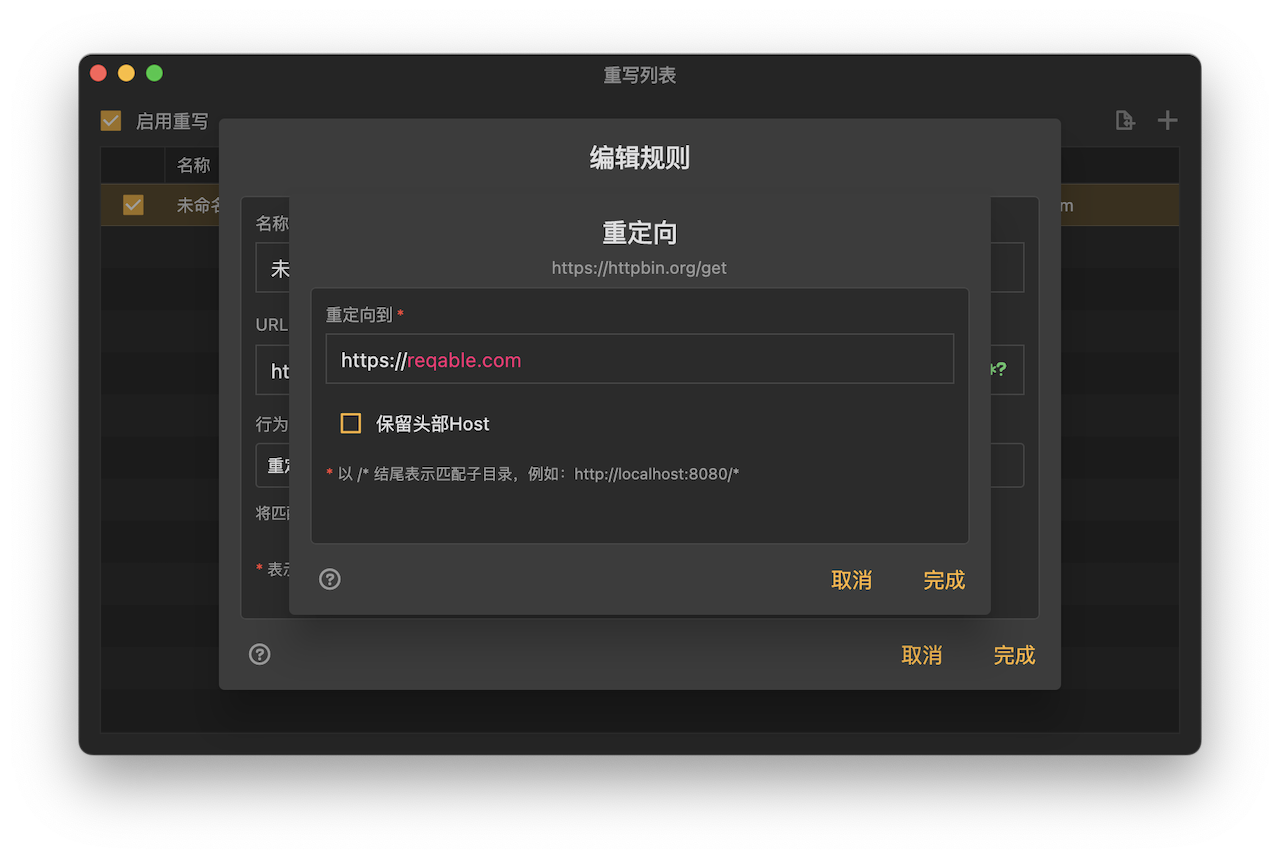 重写列表
启用重写
编辑规则
名称
未命名
m
名称
重定向
https://httpbin.org/get
未
重定向到 *
URL
https://reqable.com
ht
*?
行为
保留头部Host
重定
* 以 /* 结尾表示匹配子目录，例如：http://localhost:8080/*
将匹配
* 表示
取消
完成
取消
完成